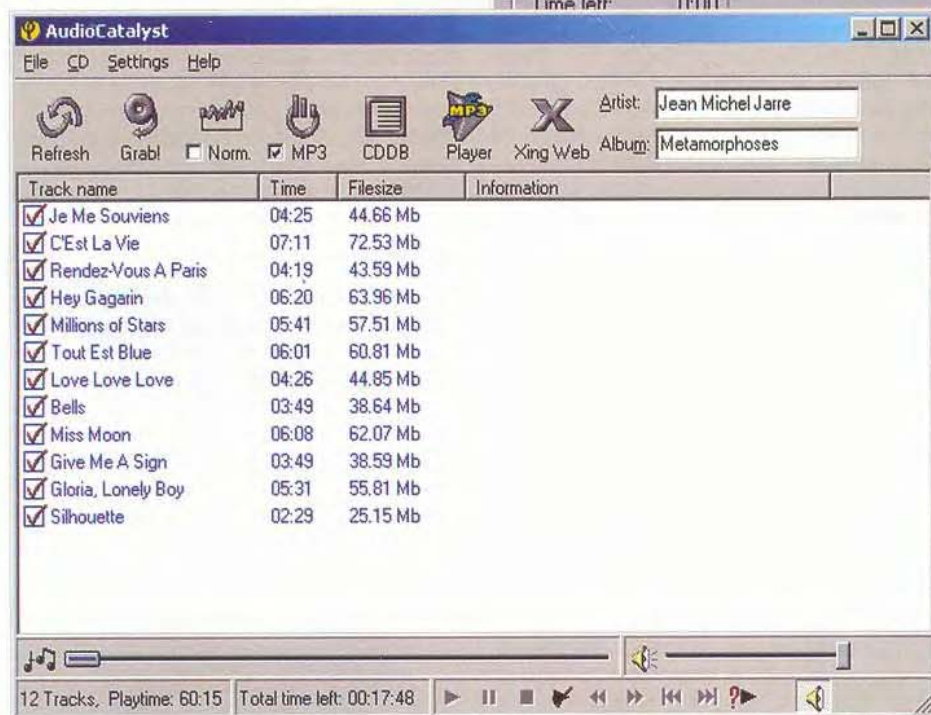 Time left: 0:00
AudioCatalyst
File CD Settings Help
Refresh Grab! Norm. MP3 CDDB MP3 Player Xing Web
Artist: Jean Michel Jarre
Album: Metamorphoses
Track name Time Filesize Information
Je Me Souviens 04:25 44.66 Mb
C'Est La Vie 07:11 72.53 Mb
Rendez-Vous A Paris 04:19 43.59 Mb
Hey Gagarin 06:20 63.96 Mb
Millions of Stars 05:41 57.51 Mb
Tout Est Blue 06:01 60.81 Mb
Love Love Love 04:26 44.85 Mb
Bells 03:49 38.64 Mb
Miss Moon 06:08 62.07 Mb
Give Me A Sign 03:49 38.59 Mb
Gloria, Lonely Boy 05:31 55.81 Mb
Silhouette 02:29 25.15 Mb
12 Tracks, Playtime: 60:15 Total time left: 00:17:48